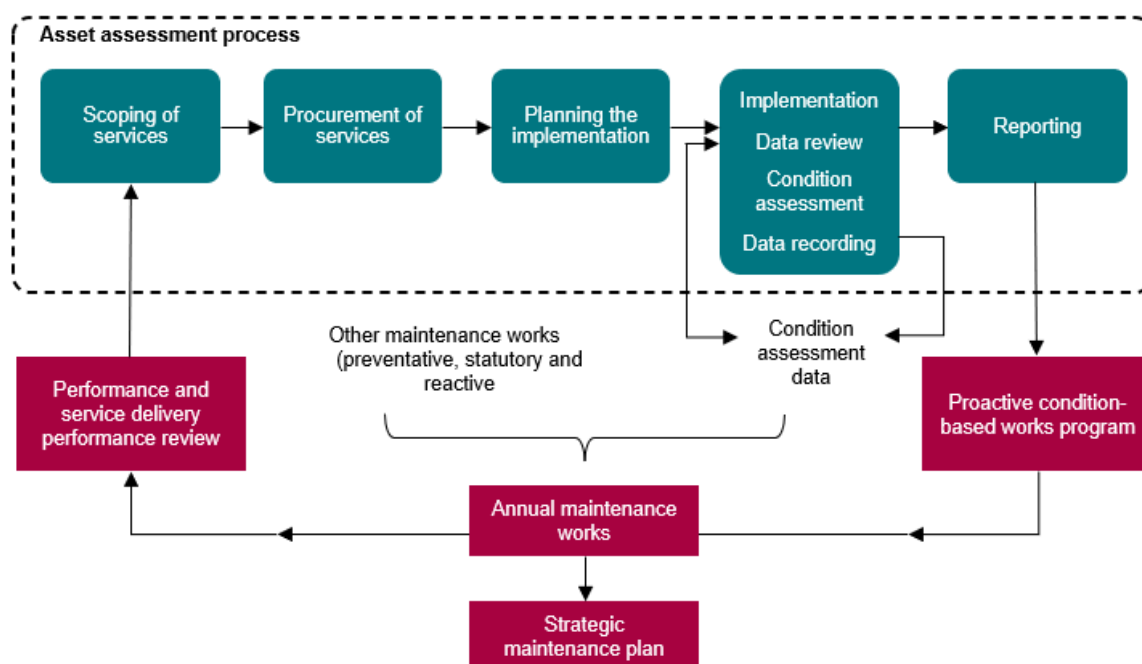 Asset assessment process
Scoping of
services
Procurement of
services
Planning the
implementation
Implementation
Data review
Condition
assessment
Data recording
Reporting
Other maintenance works
(preventative, statutory and
reactive
Condition
assessment
data
Performance and
service delivery
performance review
Proactive condition-
based works program
Annual maintenance
works
Strategic
maintenance plan